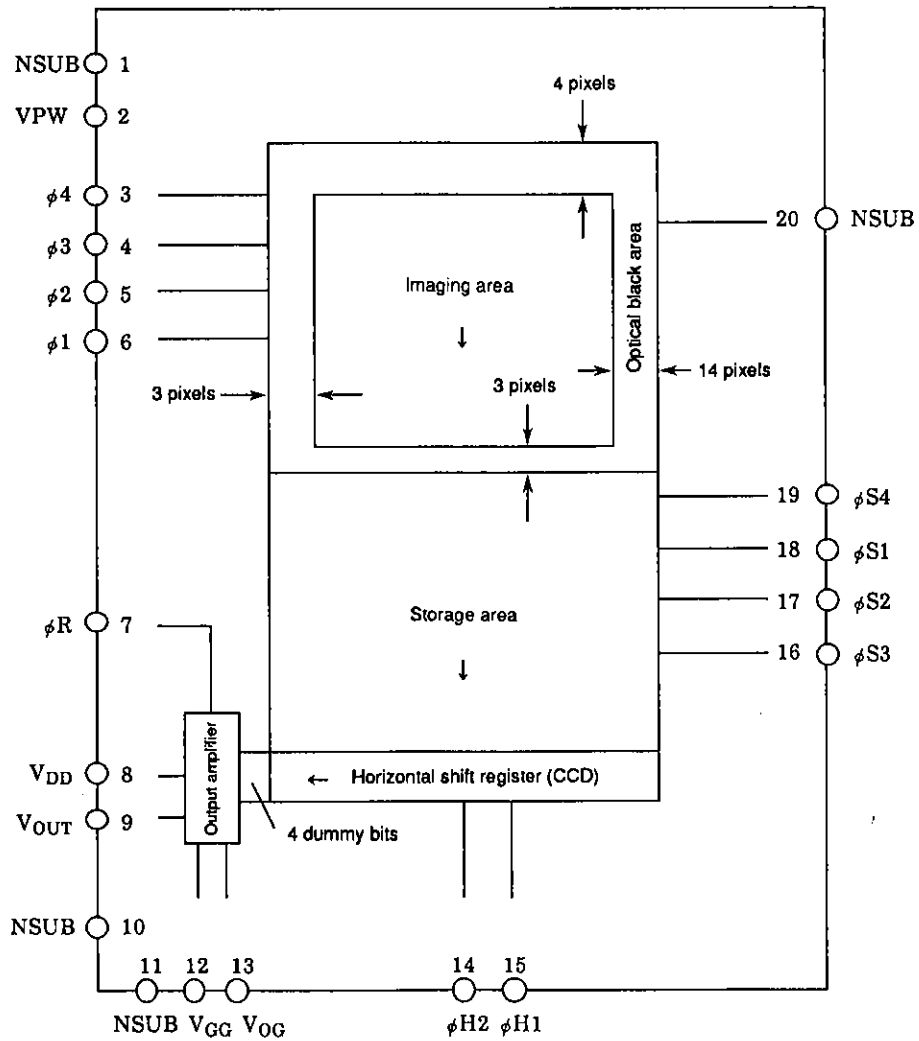 NSUB 1
VPW 2
4 pixels
φ4 3
φ3 4
φ2 5
φ1 6
20 NSUB
Imaging area
Optical black area
3 pixels
3 pixels
14 pixels
19 φS4
18 φS1
17 φS2
16 φS3
Storage area
φR 7
Output amplifier
VDD 8
VOUT 9
← Horizontal shift register (CCD)
4 dummy bits
NSUB 10
11 12 13 14 15
NSUB VGG VOG φH2 φH1